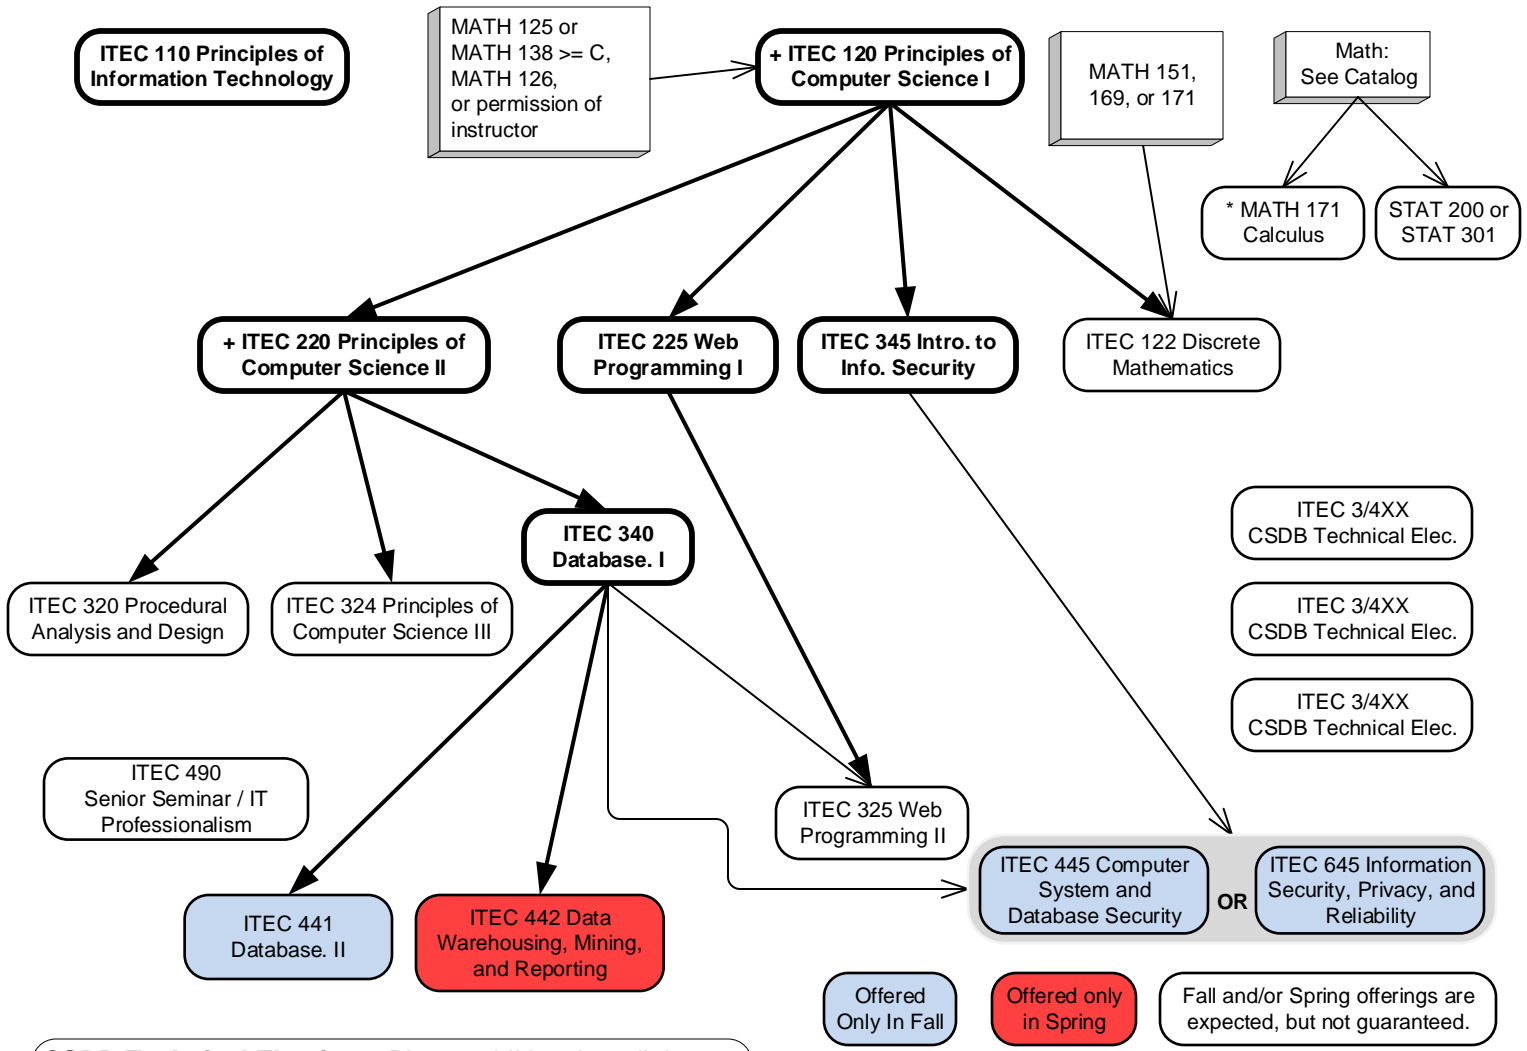 ITEC 110 Principles of
Information Technology
MATH 125 or
MATH 138 >= C,
MATH 126,
or permission of
instructor
+ ITEC 120 Principles of
Computer Science I
MATH 151,
169, or 171
Math:
See Catalog
* MATH 171
Calculus
STAT 200 or
STAT 301
+ ITEC 220 Principles of
Computer Science II
ITEC 225 Web
Programming I
ITEC 345 Intro. to
Info. Security
ITEC 122 Discrete
Mathematics
ITEC 340
Database. I
ITEC 3/4XX
CSDB Technical Elec.
ITEC 320 Procedural
Analysis and Design
ITEC 324 Principles of
Computer Science III
ITEC 3/4XX
CSDB Technical Elec.
ITEC 3/4XX
CSDB Technical Elec.
ITEC 490
Senior Seminar / IT
Professionalism
ITEC 325 Web
Programming II
ITEC 445 Computer
System and
Database Security
OR
ITEC 645 Information
Security, Privacy, and
Reliability
ITEC 441
Database. II
ITEC 442 Data
Warehousing, Mining,
and Reporting
Offered
Only In Fall
Offered only
in Spring
Fall and/or Spring offerings are
expected, but not guaranteed.